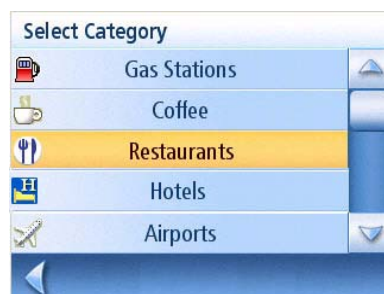 Select Category
Gas Stations
Coffee
Restaurants
H
Hotels
Airports